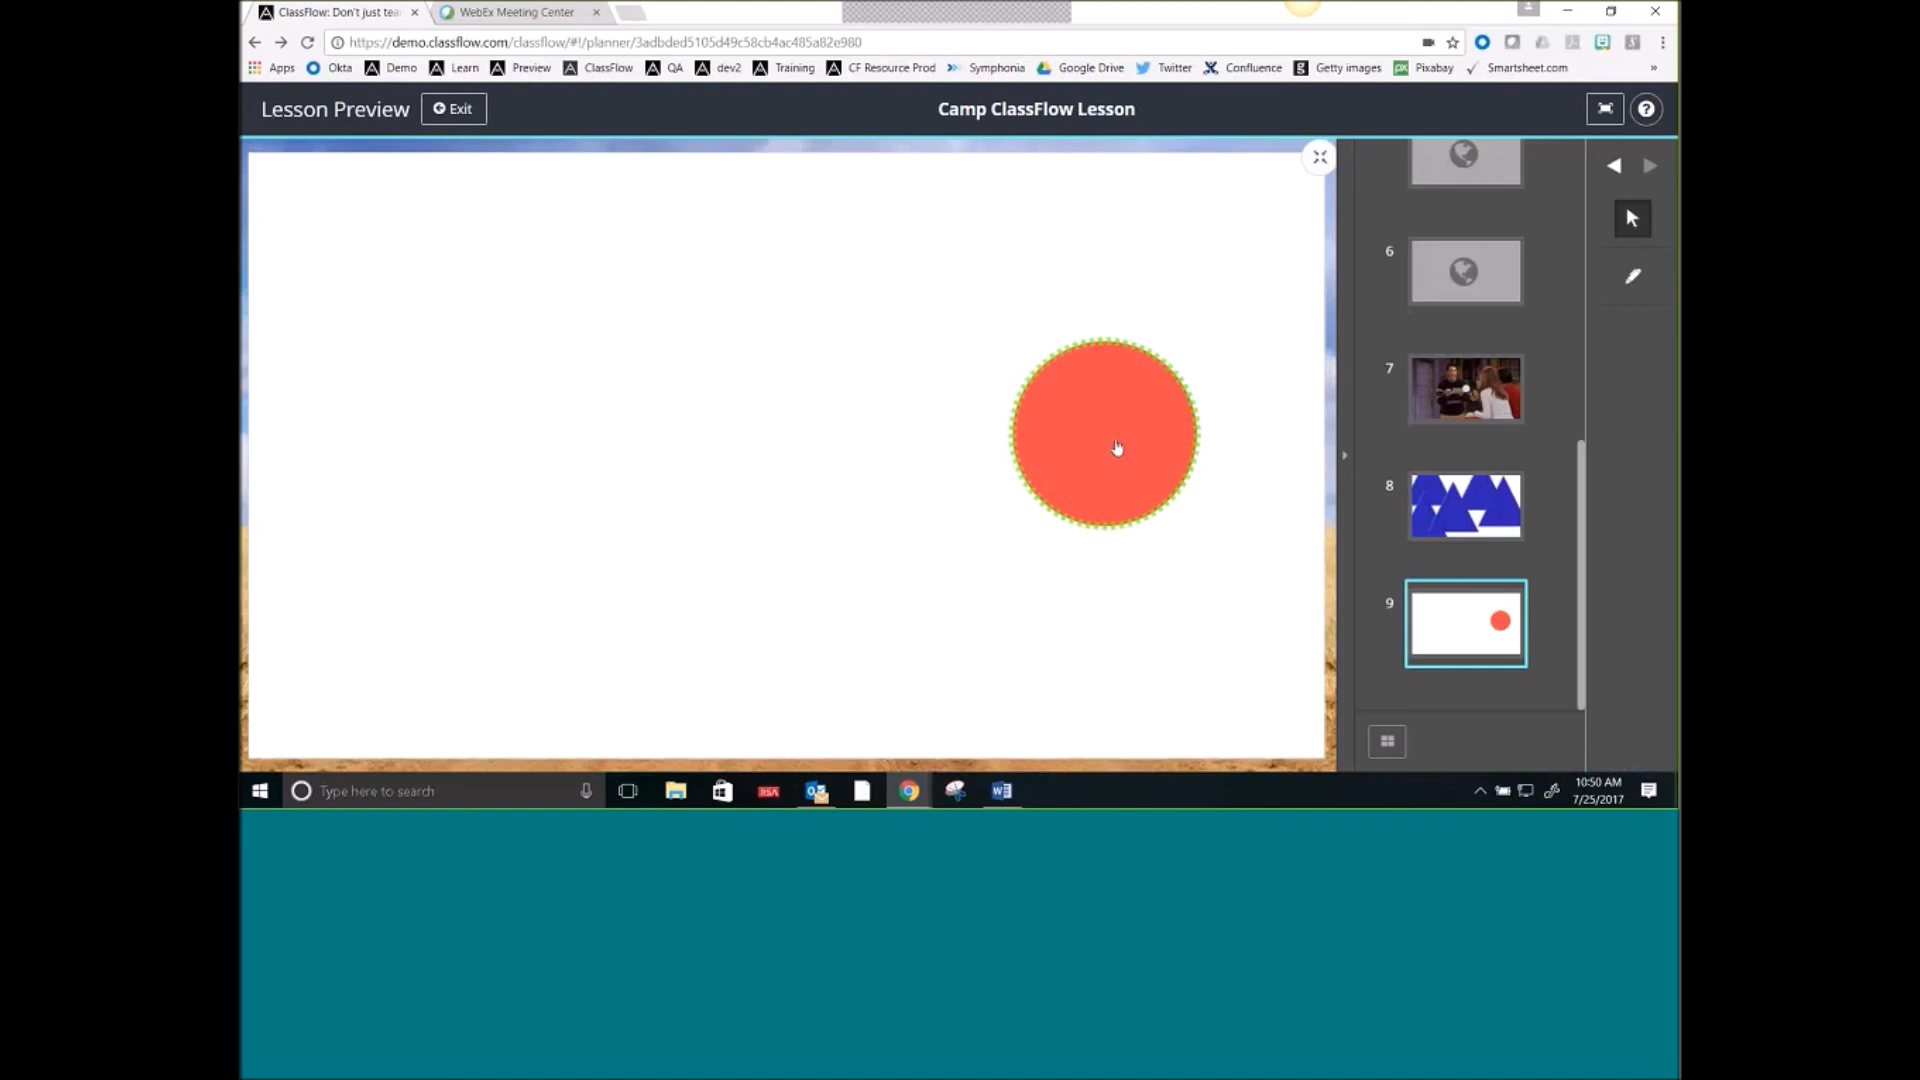 ClassFlow: Don't just tea
WebEx Meeting Center
https://demo.classflow.com/classflow/#!/planner/3adbded5105d49c58cb4ac485a82e980
Apps Okta Demo Learn Preview ClassFlow QA dev2 Training CF Resource Prod Symphonia Google Drive Twitter Confluence Getty images Pixabay Smartsheet.com »
Lesson Preview Exit Camp ClassFlow Lesson ?
6
7
8
9
Type here to search
RSA
10:50 AM
7/25/2017